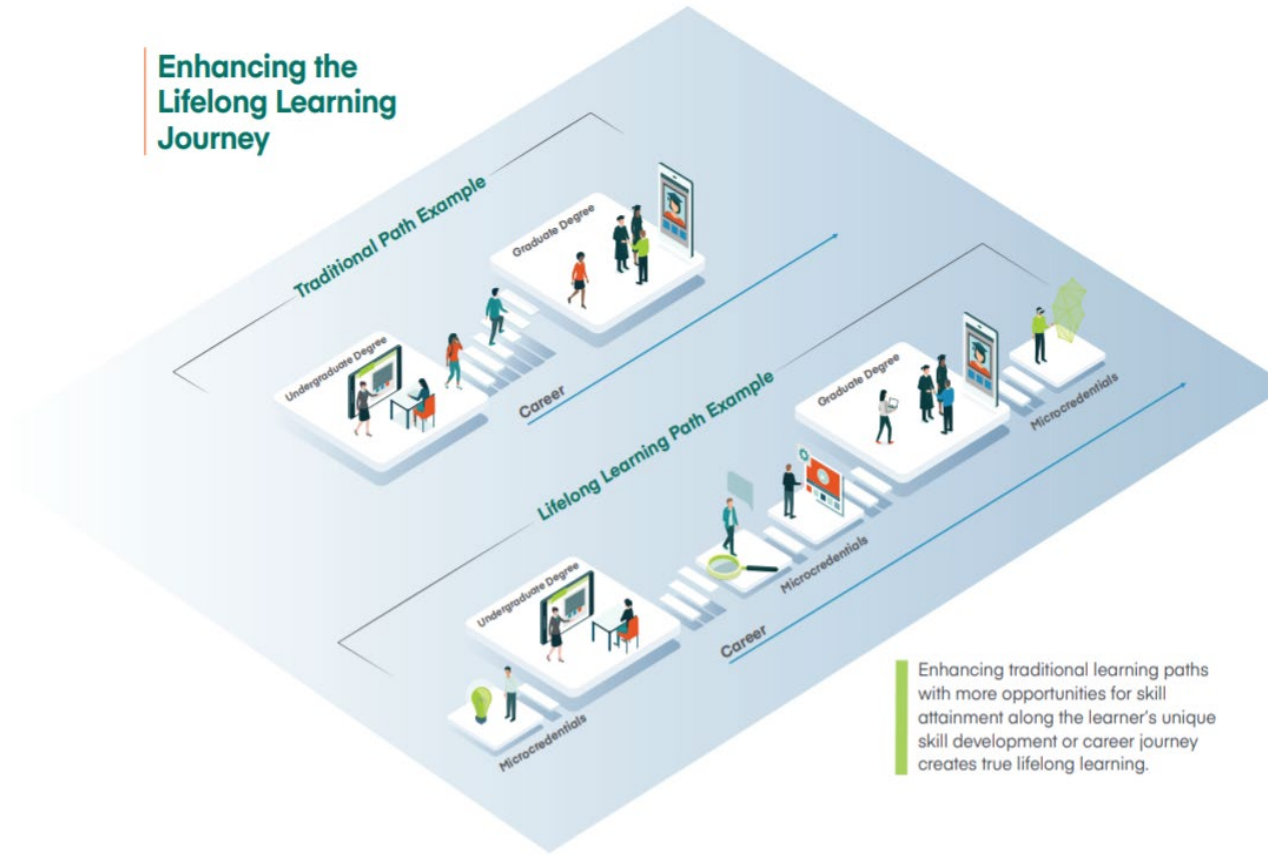 Enhancing the
Lifelong Learning
Journey
Traditional Path Example
Undergraduate Degree
Graduate Degree
Career
Lifelong Learning Path Example
Microcredentials
Undergraduate Degree
Microcredentials
Graduate Degree
Microcredentials
Career
Enhancing traditional learning paths
with more opportunities for skill
attainment along the learner's unique
skill development or career journey
creates true lifelong learning.